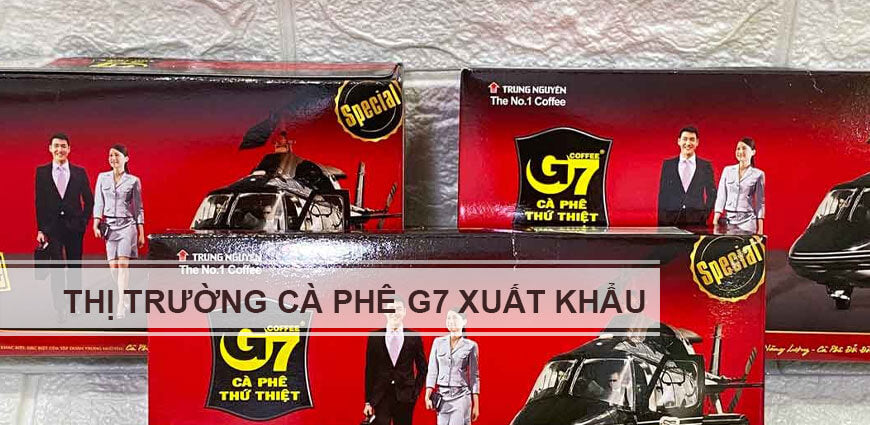 Special
TRUNG NGUYÊN
The No.1 Coffee
COFFEE
G7
CÀ PHÊ
THỨ THIỆT
TRUNG NGUYÊN
The No.1 Coffee
Special
THỊ TRƯỜNG CÀ PHÊ G7 XUẤT KHẨU
COFFEE
G7
CÀ PHÊ
THỨ THIỆT